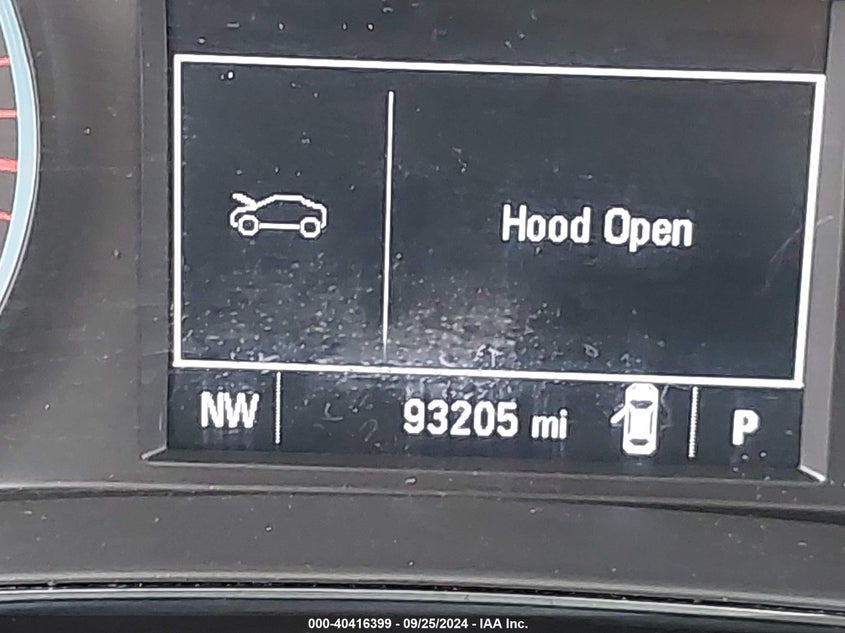 Hood Open
NW 93205 mi P
000-40416399 - 09/25/2024 - IAA Inc.